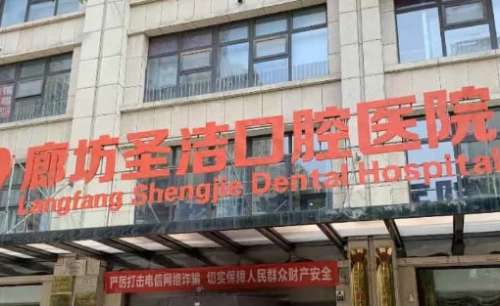 廊坊圣洁口腔医院
Langfang Shengjie Dental Hospital
严厉打击电信网络诈骗 切实保障人民群众财产安全